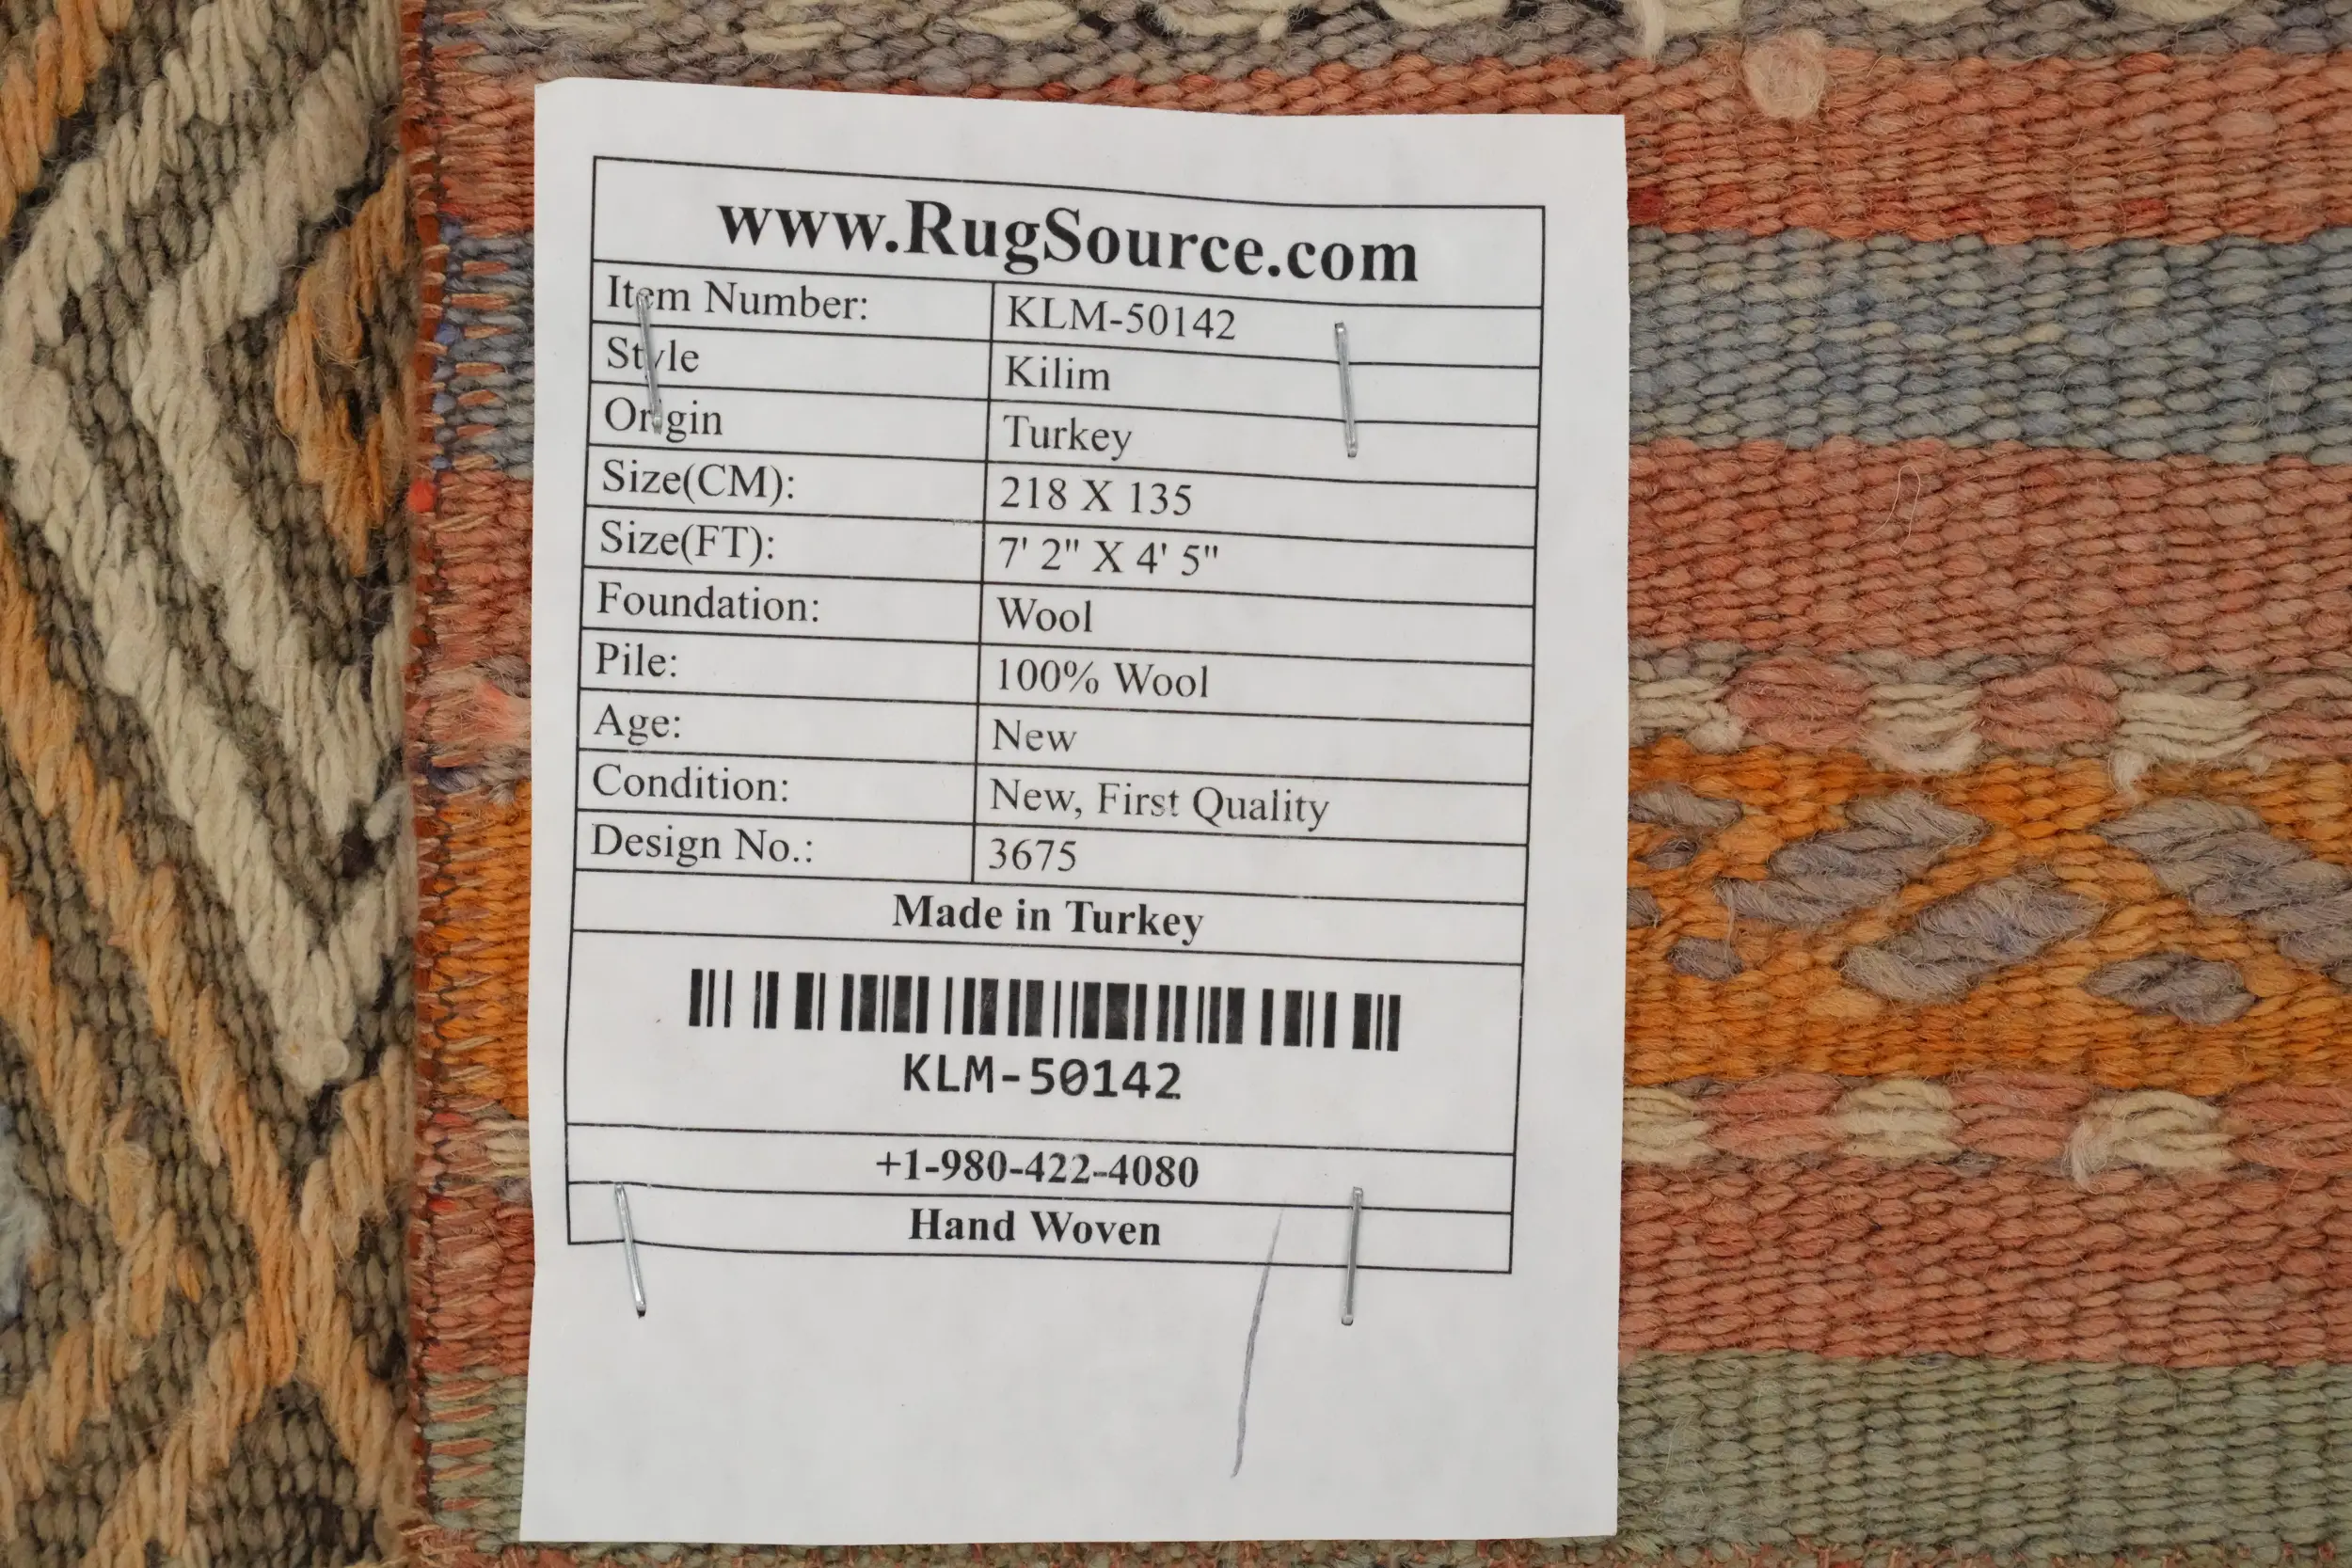 www.RugSource.com
Item Number: KLM-50142
Style Kilim
Origin Turkey
Size(CM): 218 X 135
Size(FT): 7' 2" X 4' 5"
Foundation: Wool
Pile: 100% Wool
Age: New
Condition: New, First Quality
Design No.: 3675
Made in Turkey
KLM-50142
+1-980-422-4080
Hand Woven